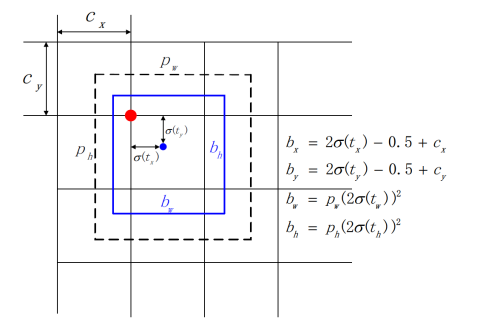 c_x
c_y
p_w
p_h
σ(t_y)
σ(t_x)
b_h
b_w
b_x = 2σ(t_x) − 0.5 + c_x
b_y = 2σ(t_y) − 0.5 + c_y
b_w = p_w(2σ(t_w))²
b_h = p_h(2σ(t_h))²